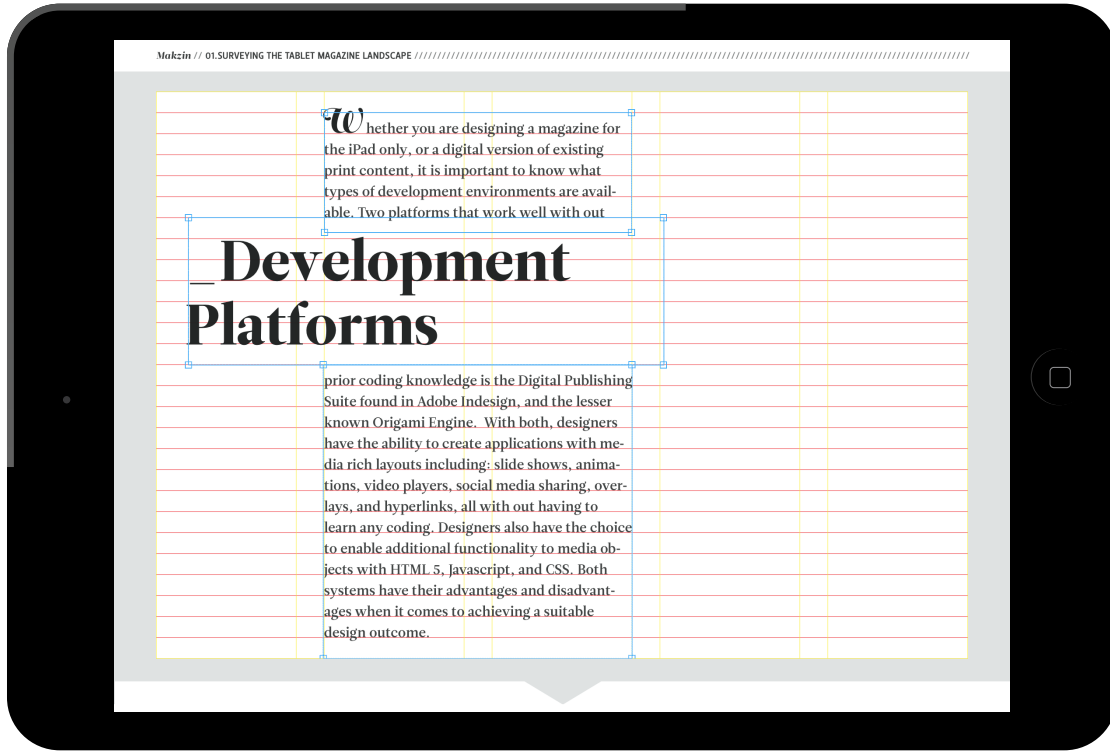 Makzin // 01.SURVEYING THE TABLET MAGAZINE LANDSCAPE ////////////////////////////////////////////////////////////////////////////////////////////////////
Whether you are designing a magazine for
the iPad only, or a digital version of existing
print content, it is important to know what
types of development environments are avail-
able. Two platforms that work well with out
_Development
Platforms
prior coding knowledge is the Digital Publishing
Suite found in Adobe Indesign, and the lesser
known Origami Engine.  With both, designers
have the ability to create applications with me-
dia rich layouts including: slide shows, anima-
tions, video players, social media sharing, over-
lays, and hyperlinks, all with out having to
learn any coding. Designers also have the choice
to enable additional functionality to media ob-
jects with HTML 5, Javascript, and CSS. Both
systems have their advantages and disadvant-
ages when it comes to achieving a suitable
design outcome.